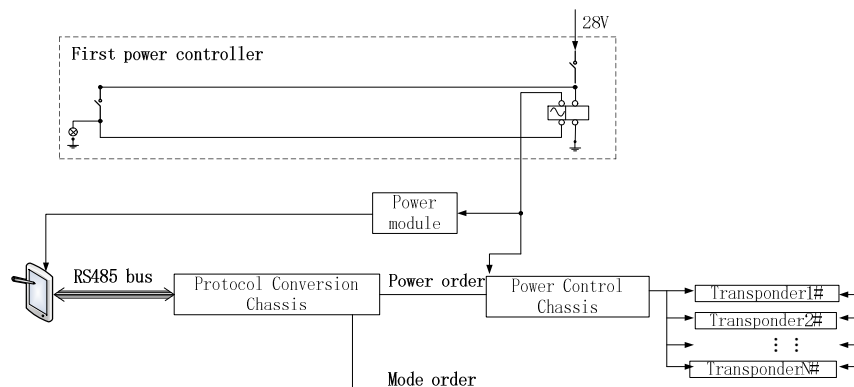 28V
First power controller
Power
module
RS485 bus
Protocol Conversion
Chassis
Power order
Power Control
Chassis
Transponder1#
Transponder2#
TransponderN#
Mode order